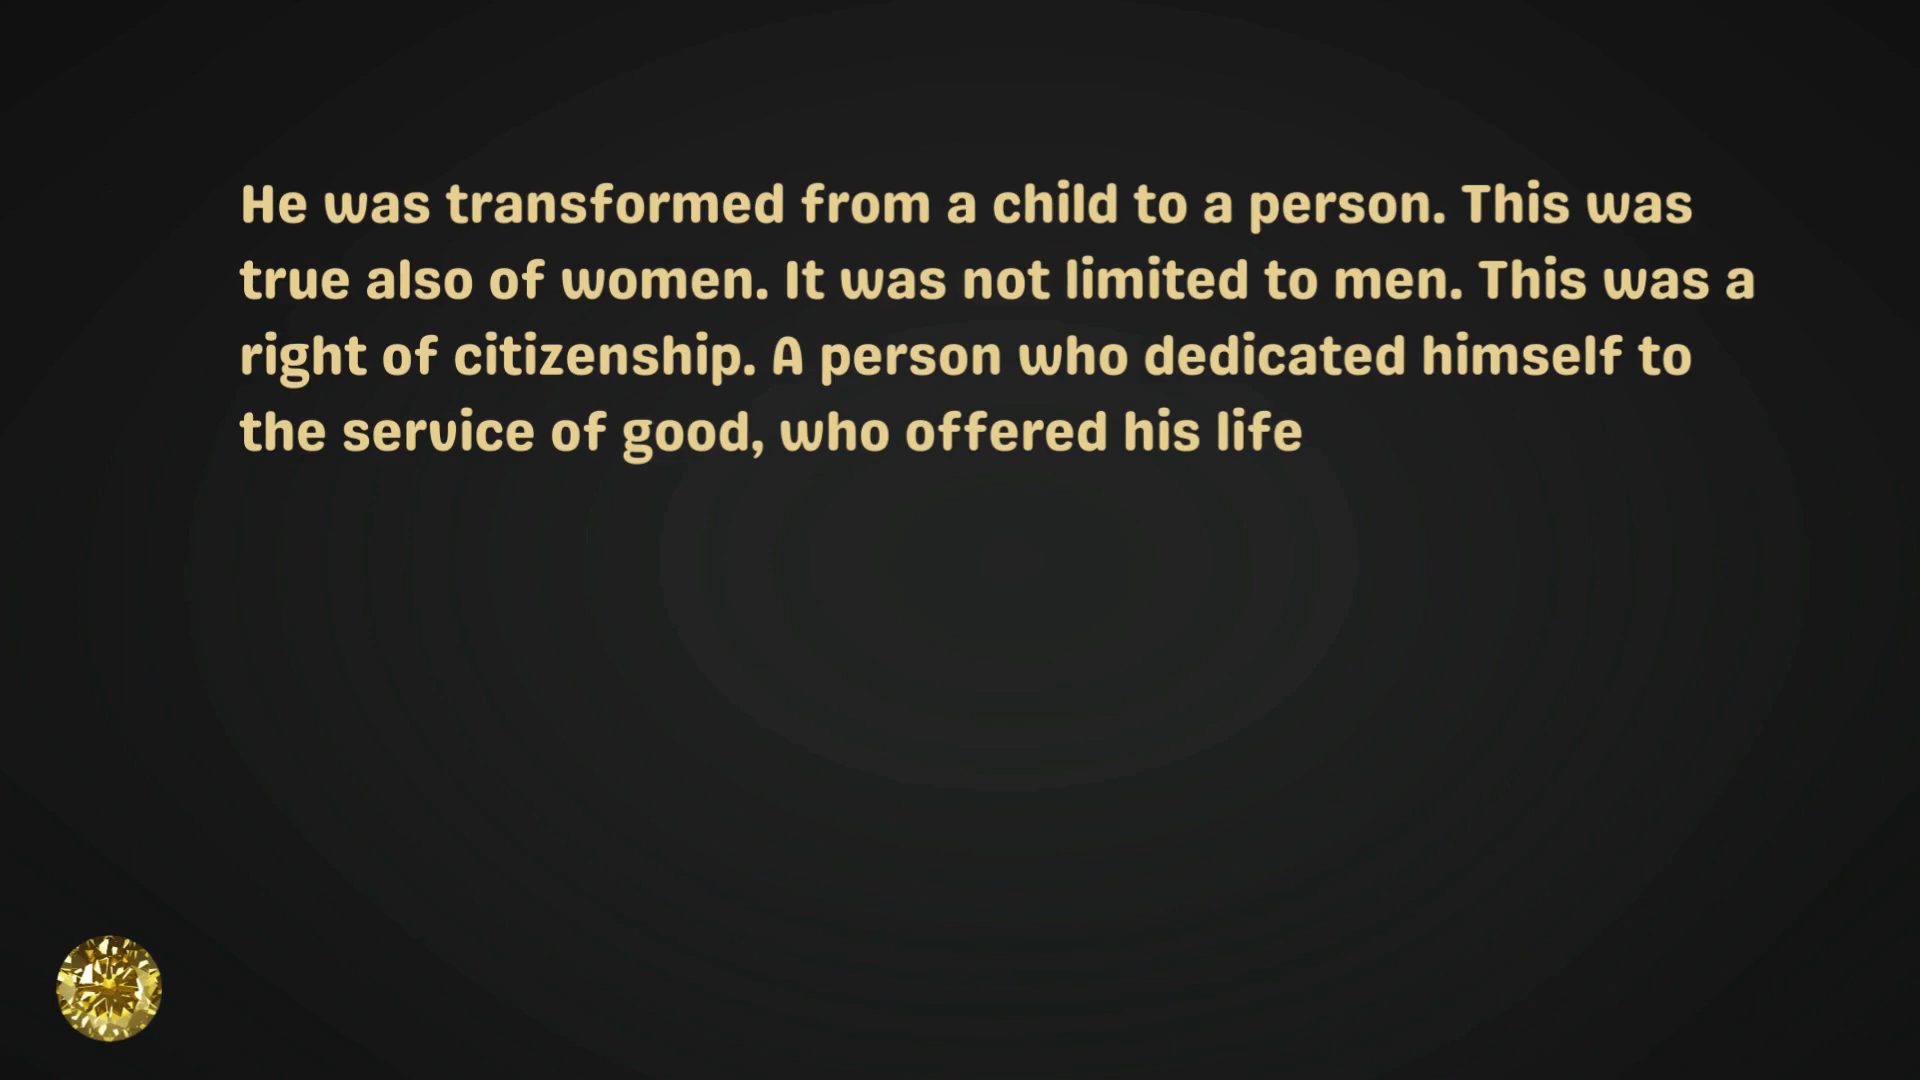 He was transformed from a child to a person. This was
true also of women. It was not limited to men. This was a
right of citizenship. A person who dedicated himself to
the service of good, who offered his life